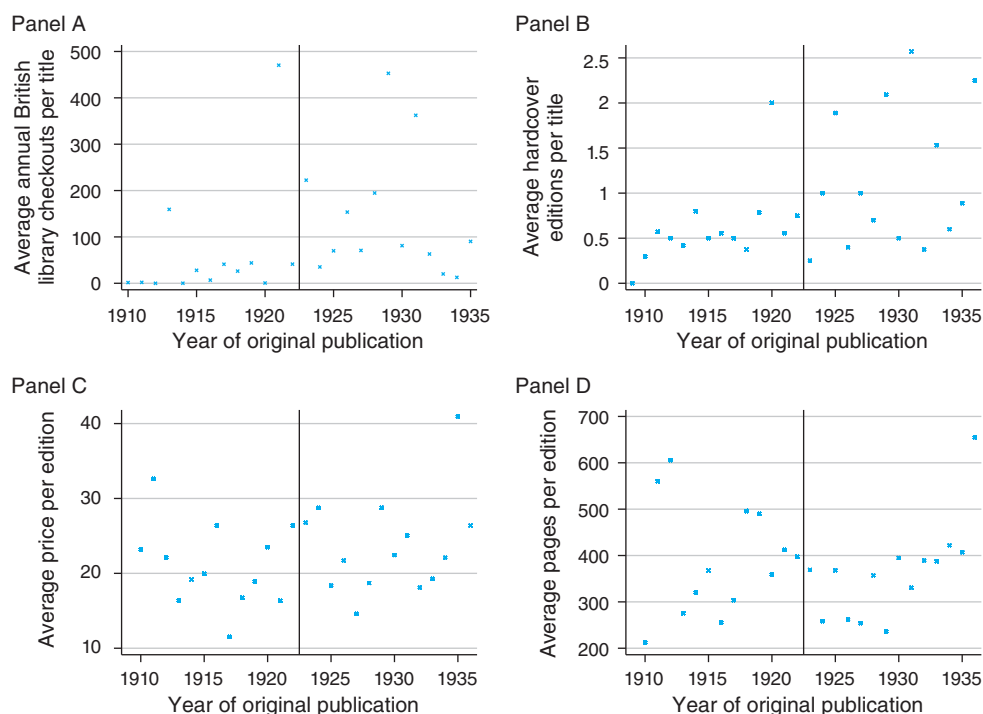 Panel A
Average annual British
library checkouts per title
500
400
300
200
100
0
1910 1915 1920 1925 1930 1935
Year of original publication
Panel B
Average hardcover
editions per title
2.5
2
1.5
1
0.5
0
1910 1915 1920 1925 1930 1935
Year of original publication
Panel C
Average price per edition
40
30
20
10
1910 1915 1920 1925 1930 1935
Year of original publication
Panel D
Average pages per edition
700
600
500
400
300
200
1910 1915 1920 1925 1930 1935
Year of original publication